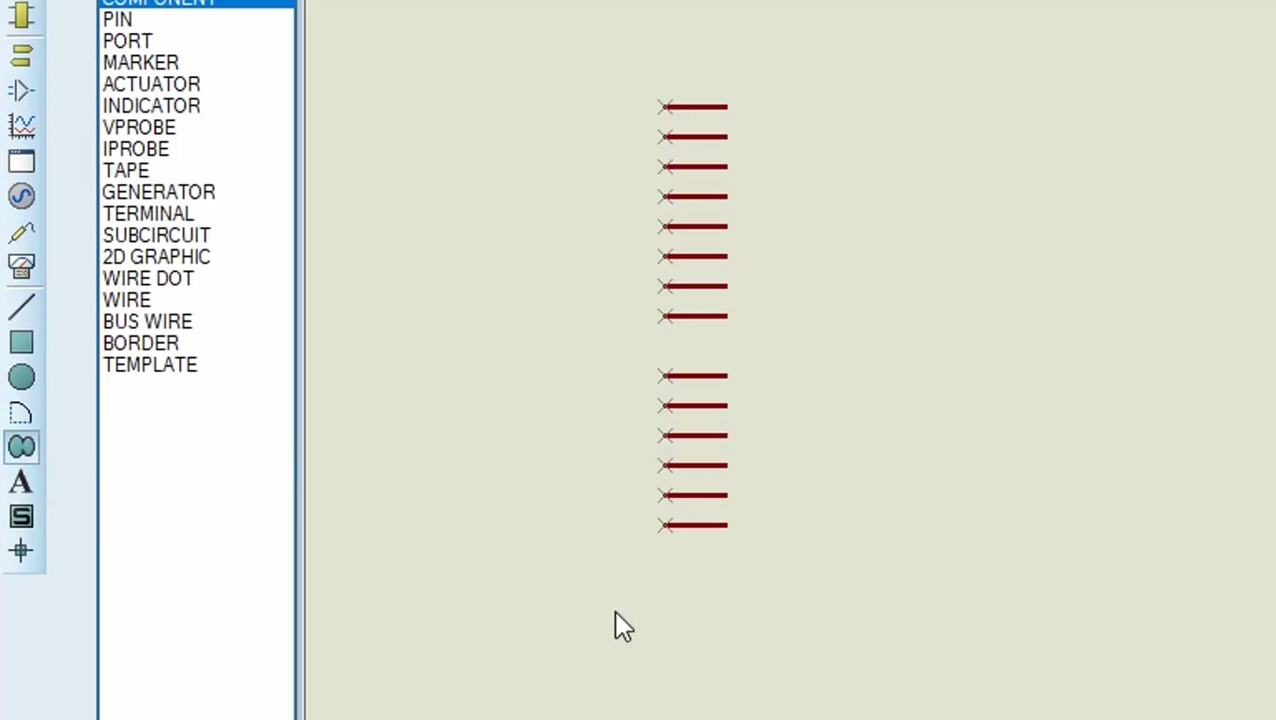 COMPONENT
PIN
PORT
MARKER
ACTUATOR
INDICATOR
VPROBE
IPROBE
TAPE
GENERATOR
TERMINAL
SUBCIRCUIT
2D GRAPHIC
WIRE DOT
WIRE
BUS WIRE
BORDER
TEMPLATE
A
S